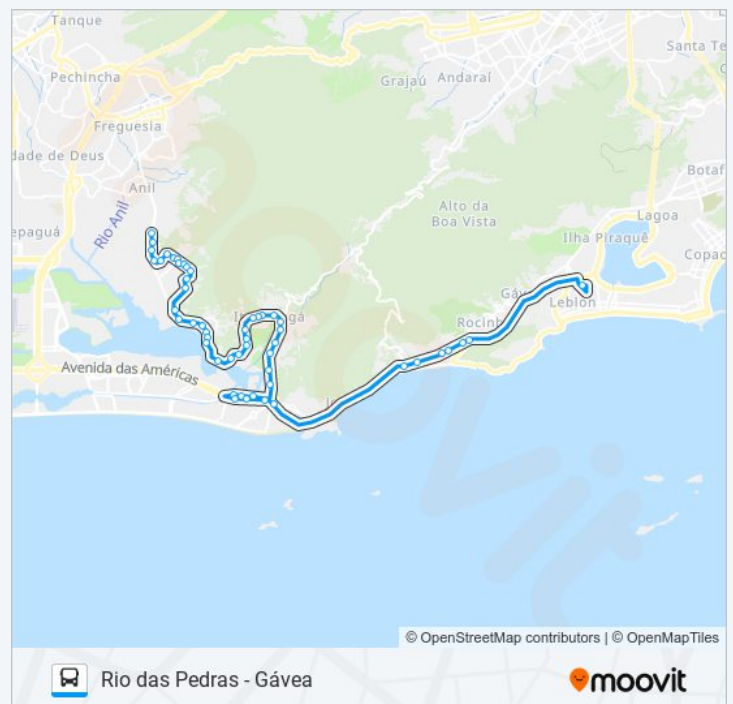 Tanque
Santa Te
Pechincha
Grajaú
Andaraí
Freguesia
dade de Deus
Botaf
Anil
Alto da
Boa Vista
Lagoa
epaguá
Rio Anil
Ilha Piraquê
Copac
Gáv
Leblon
Rocinh
Avenida das Américas
© OpenStreetMap contributors | © OpenMapTiles
Rio das Pedras - Gávea
moovit